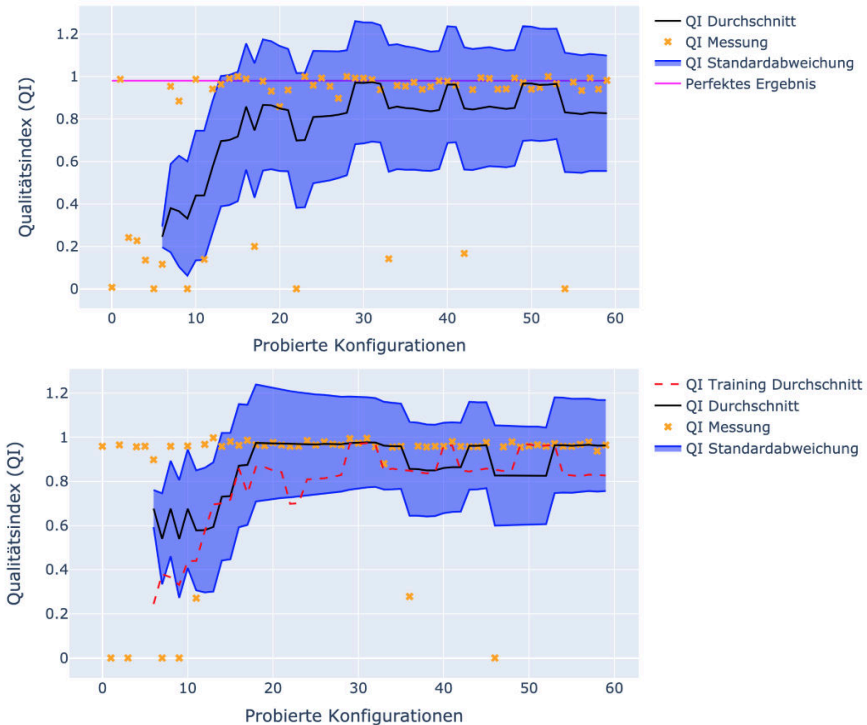 1.2
1
0.8
0.6
0.4
0.2
0
Qualitätsindex (QI)
0 10 20 30 40 50 60
Probierte Konfigurationen
QI Durchschnitt
QI Messung
QI Standardabweichung
Perfektes Ergebnis
1.2
1
0.8
0.6
0.4
0.2
0
Qualitätsindex (QI)
0 10 20 30 40 50 60
Probierte Konfigurationen
QI Training Durchschnitt
QI Durchschnitt
QI Messung
QI Standardabweichung